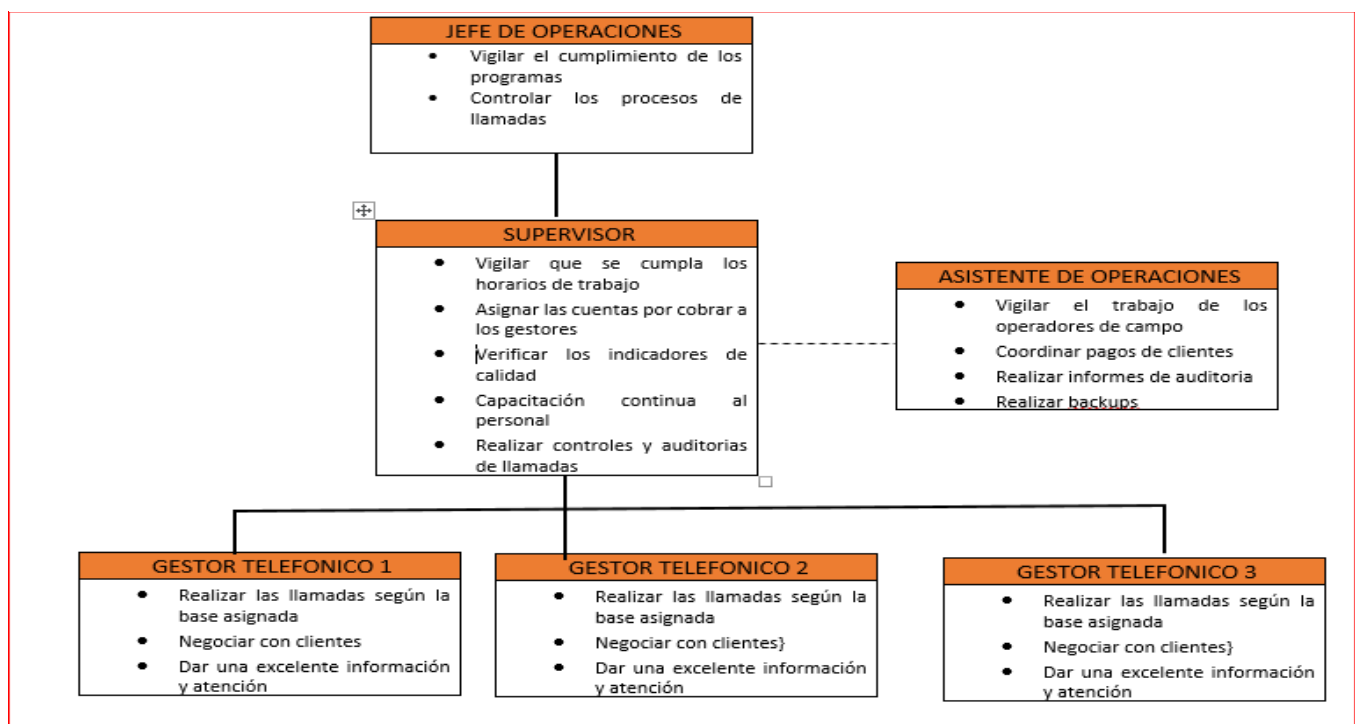 JEFE DE OPERACIONES
• Vigilar el cumplimiento de los
programas
• Controlar los procesos de
llamadas
SUPERVISOR
• Vigilar que se cumpla los
horarios de trabajo
• Asignar las cuentas por cobrar a
los gestores
• Verificar los indicadores de
calidad
• Capacitación continua al
personal
• Realizar controles y auditorias
de llamadas
ASISTENTE DE OPERACIONES
• Vigilar el trabajo de los
operadores de campo
• Coordinar pagos de clientes
• Realizar informes de auditoria
• Realizar backups
GESTOR TELEFONICO 1
• Realizar las llamadas según la
base asignada
• Negociar con clientes
• Dar una excelente información
y atención
GESTOR TELEFONICO 2
• Realizar las llamadas según la
base asignada
• Negociar con clientes}
• Dar una excelente información
y atención
GESTOR TELEFONICO 3
• Realizar las llamadas según la
base asignada
• Negociar con clientes}
• Dar una excelente información
y atención